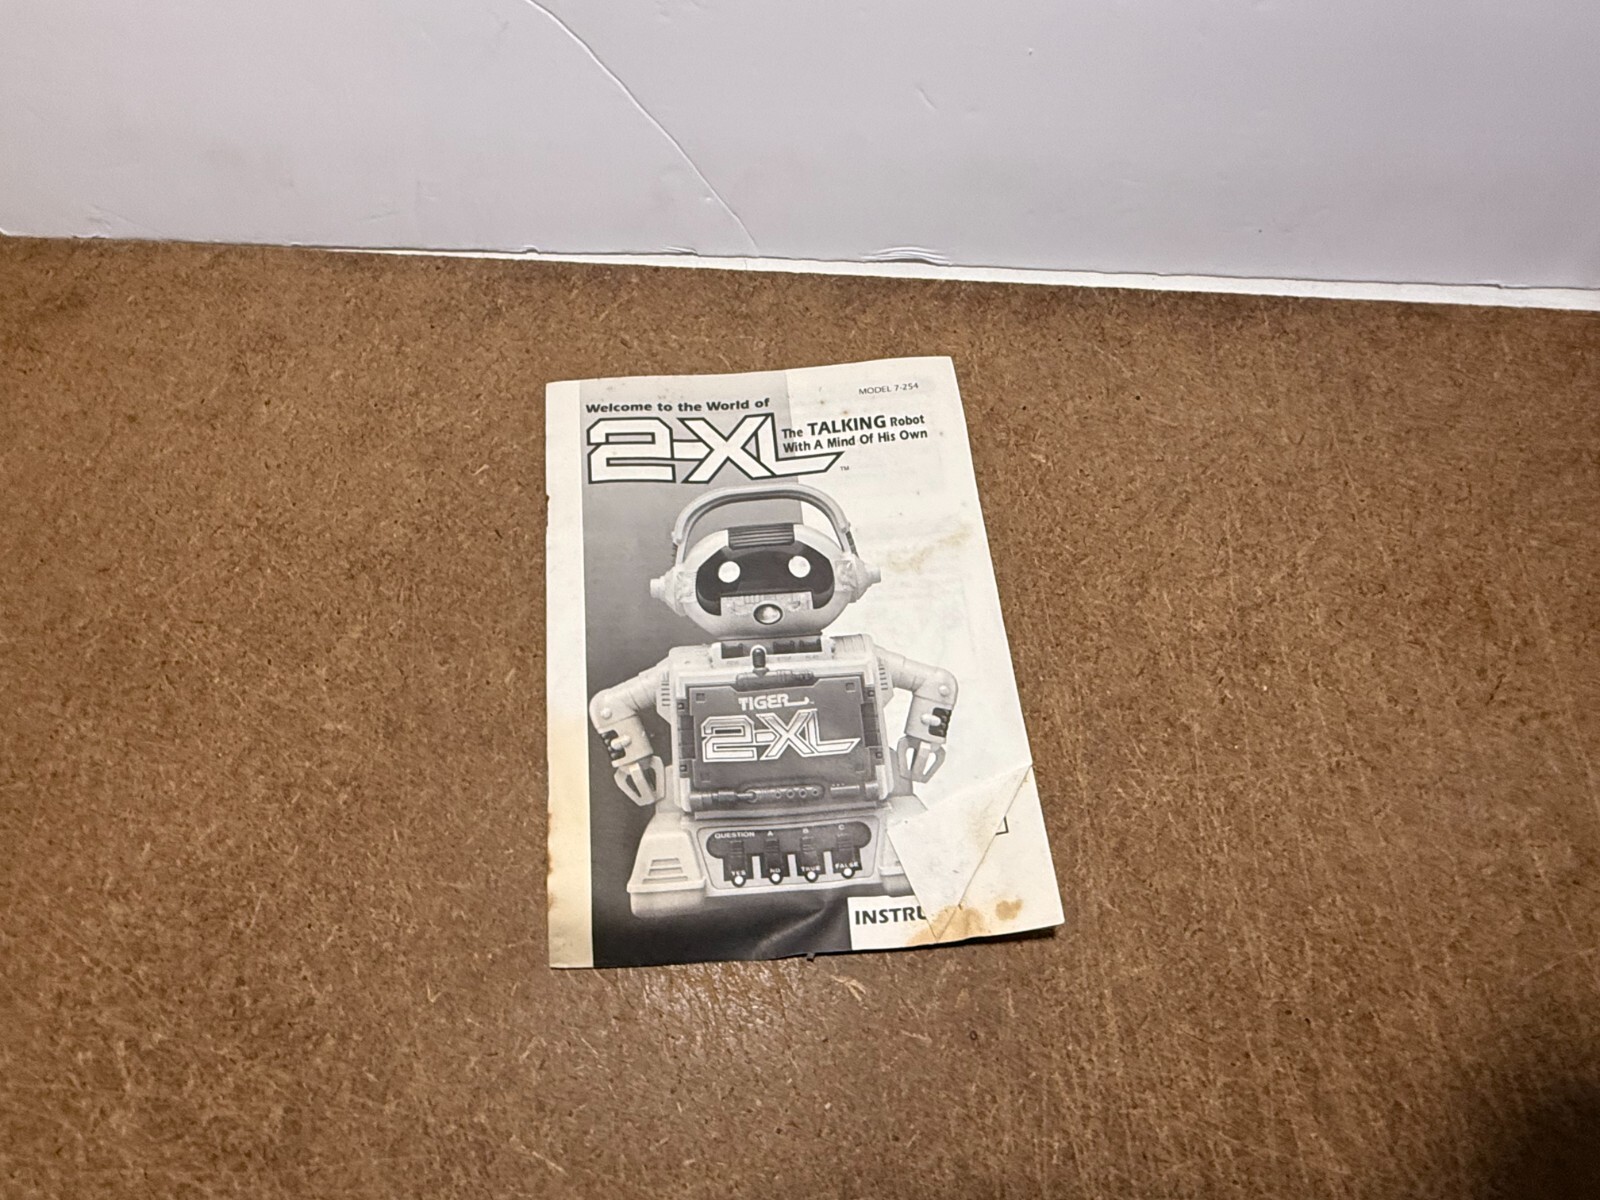 MODEL 7-254
Welcome to the World of
2-XL
The TALKING Robot
With A Mind Of His Own
TM
TIGER
2-XL
QUESTION A B C
YES NO TRUE FALSE
INSTRU